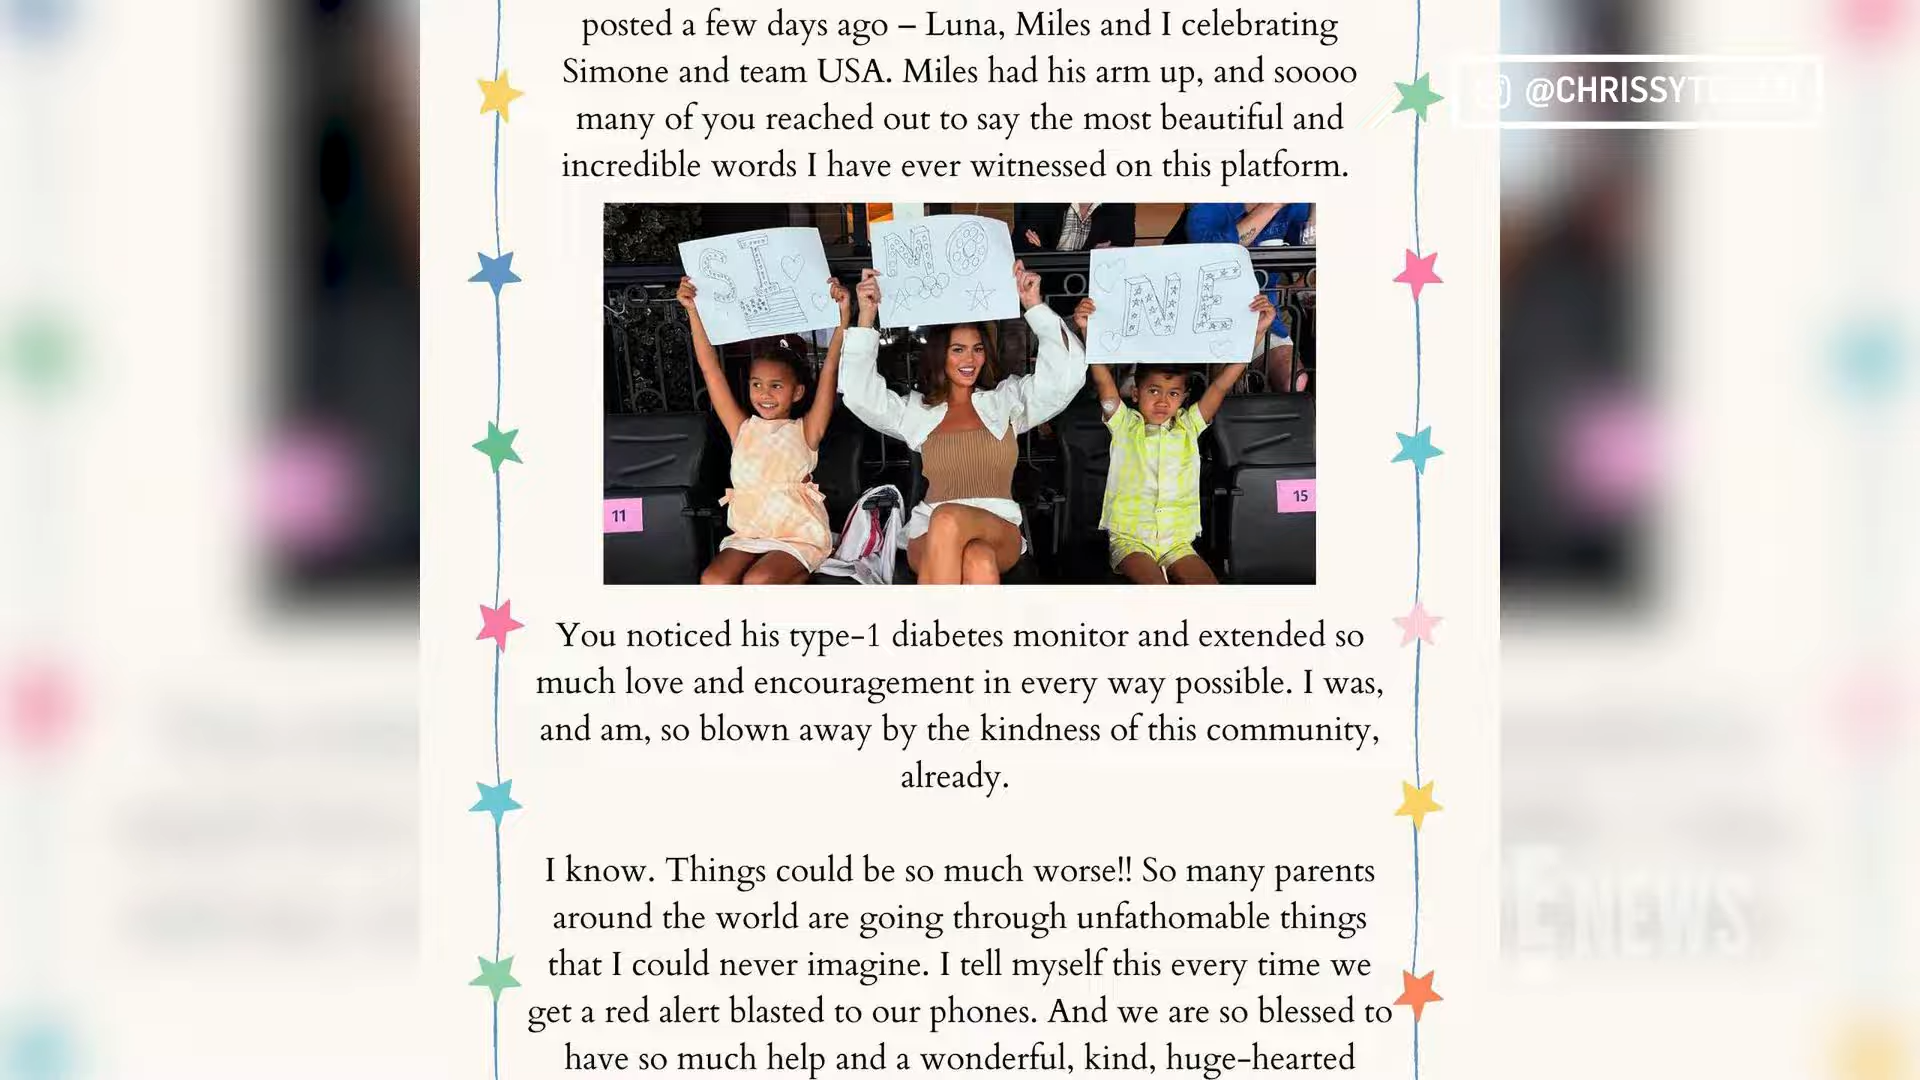 posted a few days ago – Luna, Miles and I celebrating
Simone and team USA. Miles had his arm up, and soooo
many of you reached out to say the most beautiful and
incredible words I have ever witnessed on this platform.
@CHRISSYT
SI
MO
NE
11
15
You noticed his type-1 diabetes monitor and extended so
much love and encouragement in every way possible. I was,
and am, so blown away by the kindness of this community,
already.
I know. Things could be so much worse!! So many parents
around the world are going through unfathomable things
that I could never imagine. I tell myself this every time we
get a red alert blasted to our phones. And we are so blessed to
have so much help and a wonderful, kind, huge-hearted
E NEWS